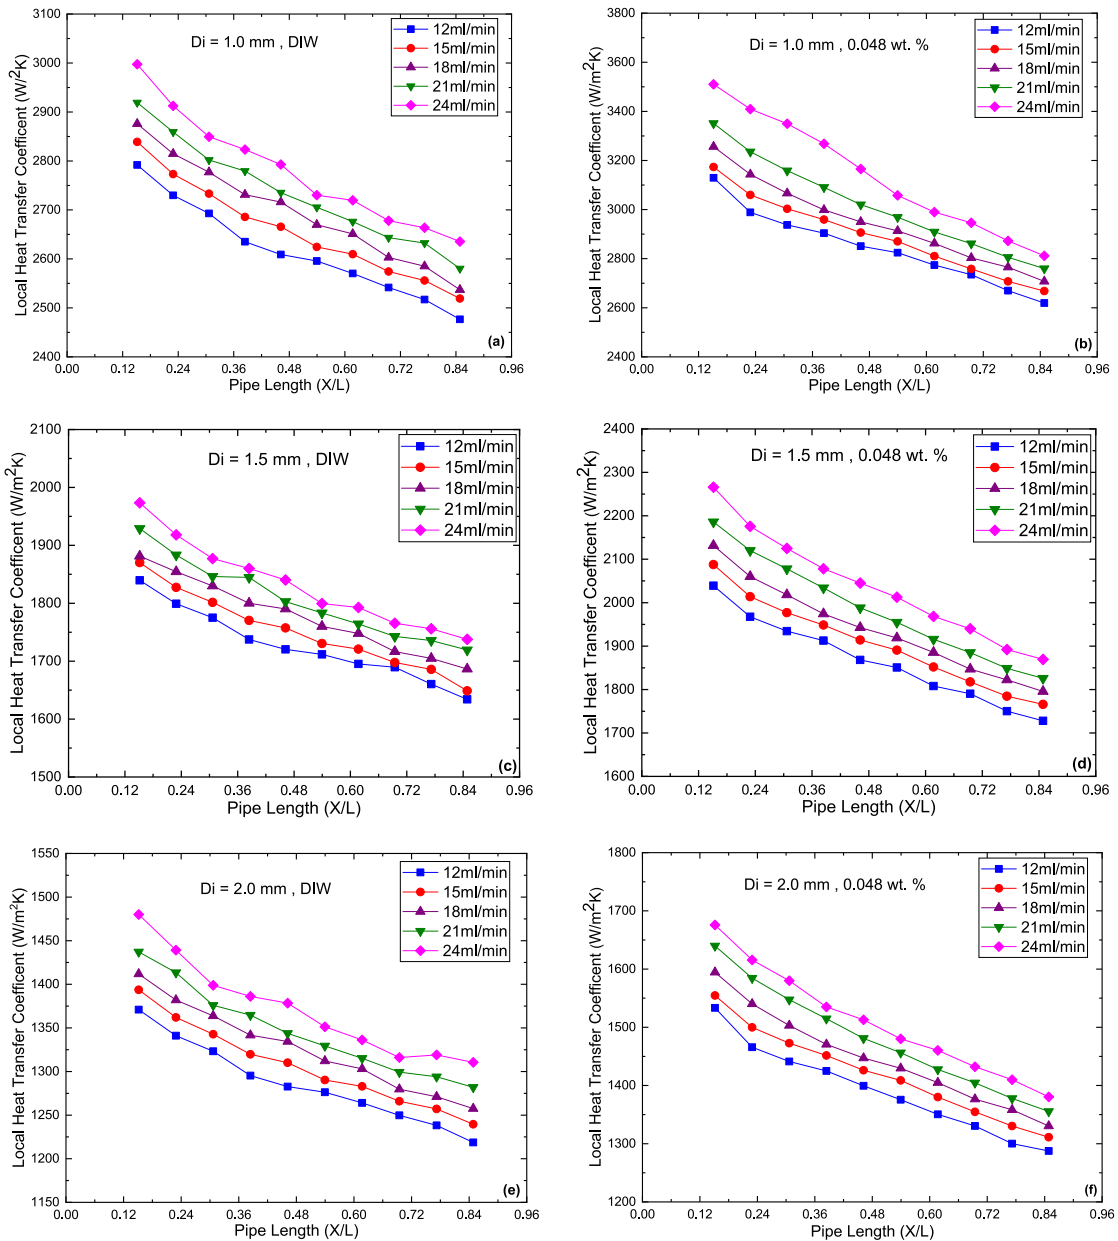 Di = 1.0 mm , DIW
12ml/min
15ml/min
18ml/min
21ml/min
24ml/min
Local Heat Transfer Coefficent (W/²K)
3100
3000
2900
2800
2700
2600
2500
2400
0.00 0.12 0.24 0.36 0.48 0.60 0.72 0.84 0.96
Pipe Length (X/L)
(a)
Di = 1.0 mm , 0.048 wt. %
12ml/min
15ml/min
18ml/min
21ml/min
24ml/min
Local Heat Transfer Coefficent (W/m²K)
3800
3600
3400
3200
3000
2800
2600
2400
0.00 0.12 0.24 0.36 0.48 0.60 0.72 0.84 0.96
Pipe Length (X/L)
(b)
Di = 1.5 mm , DIW
12ml/min
15ml/min
18ml/min
21ml/min
24ml/min
Local Heat Transfer Coefficent (W/m²K)
2100
2000
1900
1800
1700
1600
1500
0.00 0.12 0.24 0.36 0.48 0.60 0.72 0.84 0.96
Pipe Length (X/L)
(c)
Di = 1.5 mm , 0.048 wt. %
12ml/min
15ml/min
18ml/min
21ml/min
24ml/min
Local Heat Transfer Coefficent (W/m²K)
2400
2300
2200
2100
2000
1900
1800
1700
1600
0.00 0.12 0.24 0.36 0.48 0.60 0.72 0.84 0.96
Pipe Length (X/L)
(d)
Di = 2.0 mm , DIW
12ml/min
15ml/min
18ml/min
21ml/min
24ml/min
Local Heat Transfer Coefficent (W/m²K)
1550
1500
1450
1400
1350
1300
1250
1200
1150
0.00 0.12 0.24 0.36 0.48 0.60 0.72 0.84 0.96
Pipe Length (X/L)
(e)
Di = 2.0 mm , 0.048 wt. %
12ml/min
15ml/min
18ml/min
21ml/min
24ml/min
Local Heat Transfer Coefficent (W/m²K)
1800
1700
1600
1500
1400
1300
1200
0.00 0.12 0.24 0.36 0.48 0.60 0.72 0.84 0.96
Pipe Length (X/L)
(f)